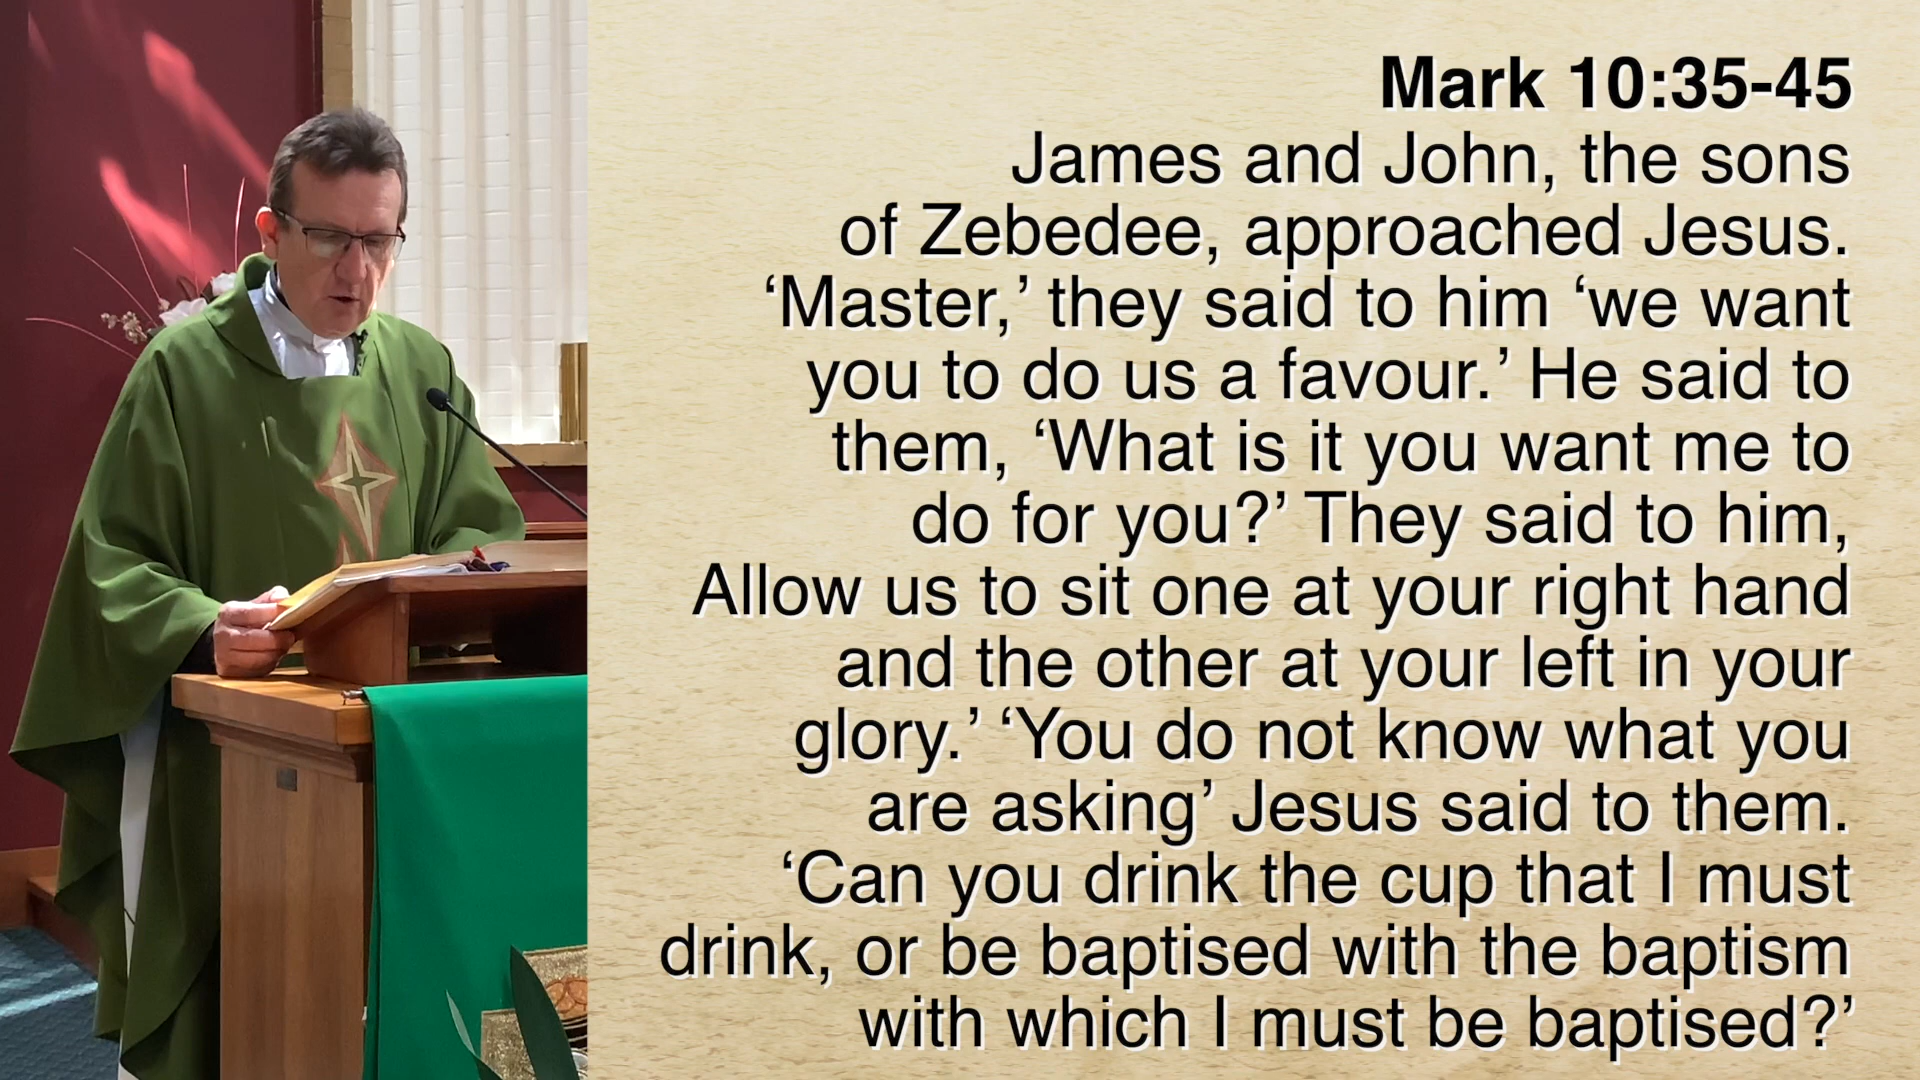 Mark 10:35-45
James and John, the sons
of Zebedee, approached Jesus.
‘Master,’ they said to him ‘we want
you to do us a favour.’ He said to
them, ‘What is it you want me to
do for you?’ They said to him,
Allow us to sit one at your right hand
and the other at your left in your
glory.’ ‘You do not know what you
are asking’ Jesus said to them.
‘Can you drink the cup that I must
drink, or be baptised with the baptism
with which I must be baptised?’